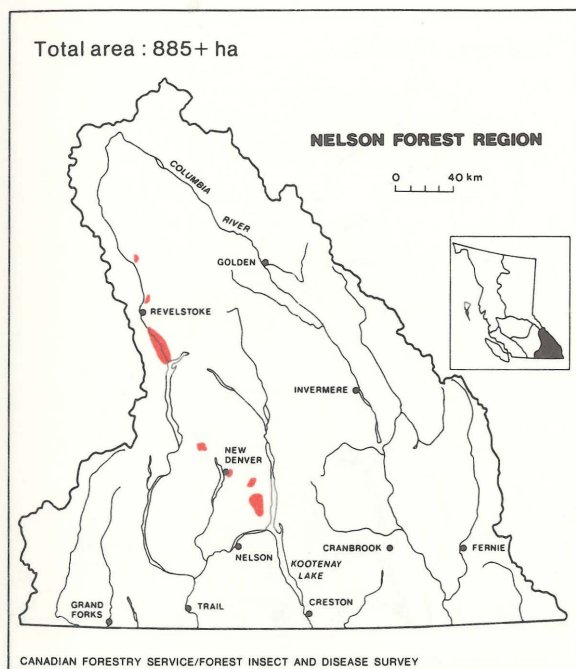 Total area : 885+ ha
NELSON FOREST REGION
0 40 km
COLUMBIA
RIVER
GOLDEN
REVELSTOKE
INVERMERE
NEW
DENVER
NELSON
KOOTENAY
LAKE
CRANBROOK
FERNIE
GRAND
FORKS
TRAIL
CRESTON
CANADIAN FORESTRY SERVICE/FOREST INSECT AND DISEASE SURVEY